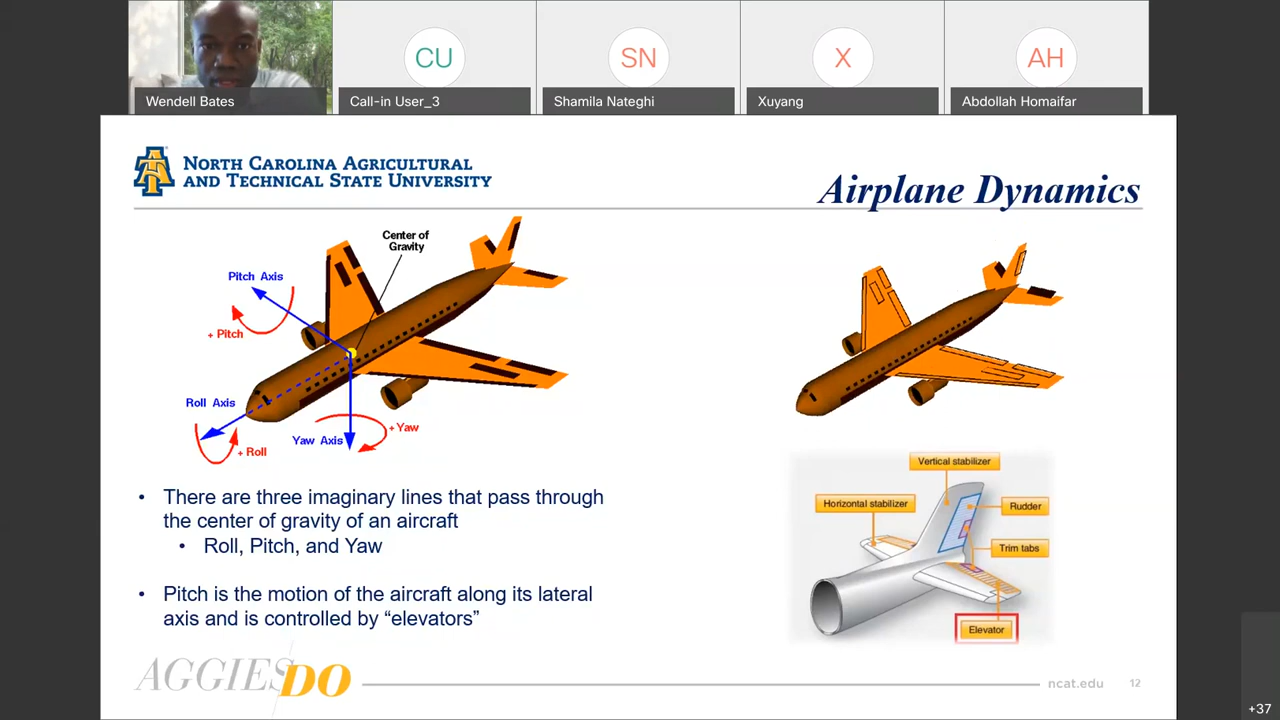 CU
SN
X
AH
Wendell Bates
Call-in User_3
Shamila Nateghi
Xuyang
Abdollah Homaifar
NORTH CAROLINA AGRICULTURAL
AND TECHNICAL STATE UNIVERSITY
Airplane Dynamics
Center of
Gravity
Pitch Axis
+ Pitch
Roll Axis
+ Roll
Yaw Axis
+ Yaw
• There are three imaginary lines that pass through
the center of gravity of an aircraft
• Roll, Pitch, and Yaw
• Pitch is the motion of the aircraft along its lateral
axis and is controlled by “elevators”
Vertical stabilizer
Horizontal stabilizer
Rudder
Trim tabs
Elevator
AGGIES DO
ncat.edu
12
+37